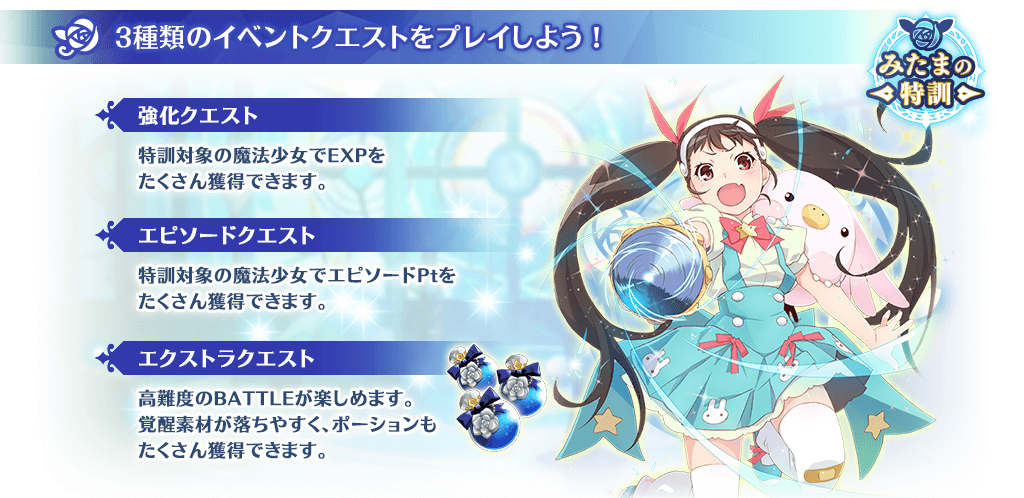 3種類のイベントクエストをプレイしよう！
みたまの
特訓
強化クエスト
特訓対象の魔法少女でEXPを
たくさん獲得できます。
エピソードクエスト
特訓対象の魔法少女でエピソードPtを
たくさん獲得できます。
エクストラクエスト
高難度のBATTLEが楽しめます。
覚醒素材が落ちやすく、ポーションも
たくさん獲得できます。